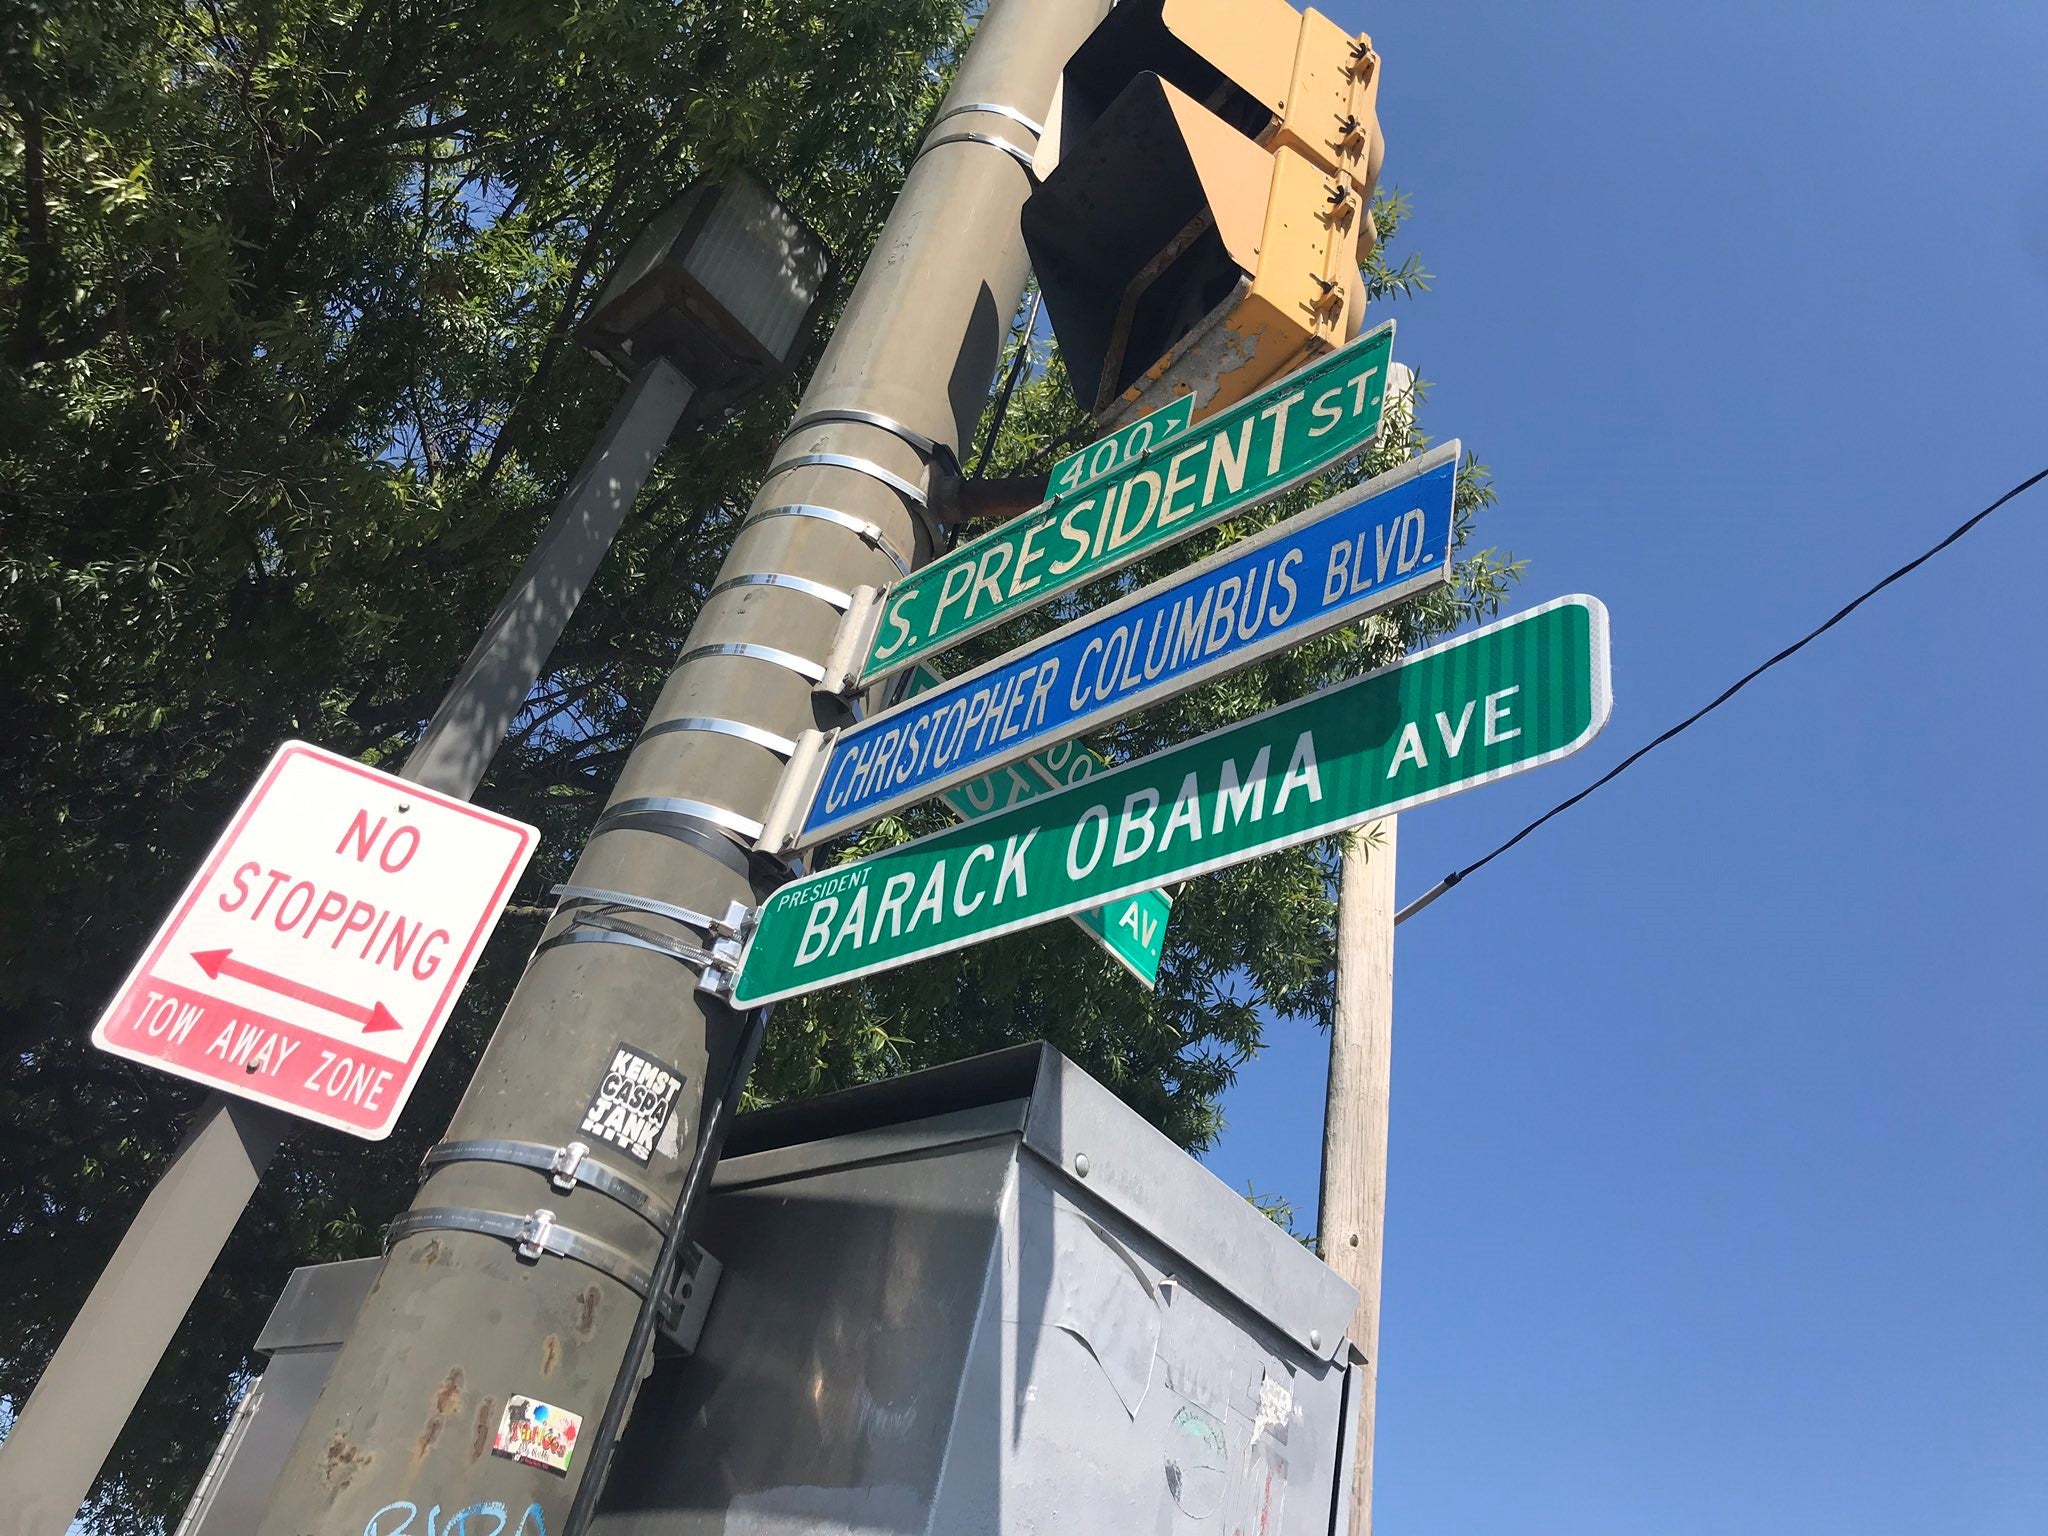 400
S. PRESIDENT ST.
CHRISTOPHER COLUMBUS BLVD.
PRESIDENT
BARACK OBAMA AVE
AV.
NO
STOPPING
TOW AWAY ZONE
KEMST
CASPA
JANK
HITS